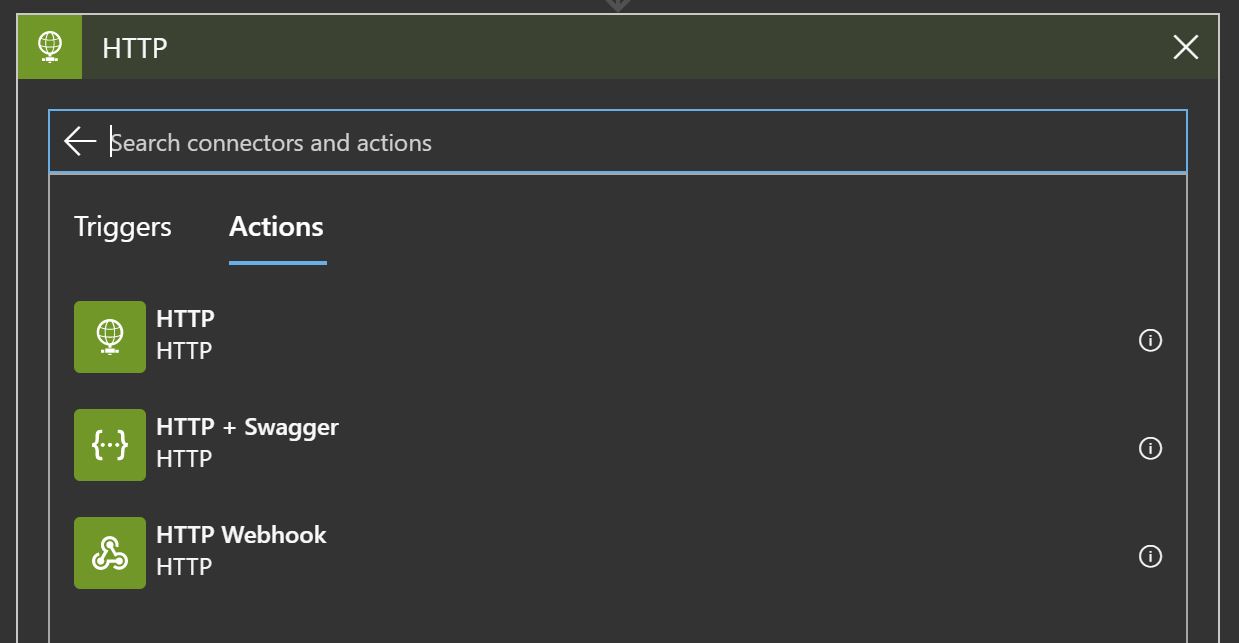 HTTP
Search connectors and actions
Triggers Actions
HTTP
HTTP
HTTP + Swagger
HTTP
HTTP Webhook
HTTP